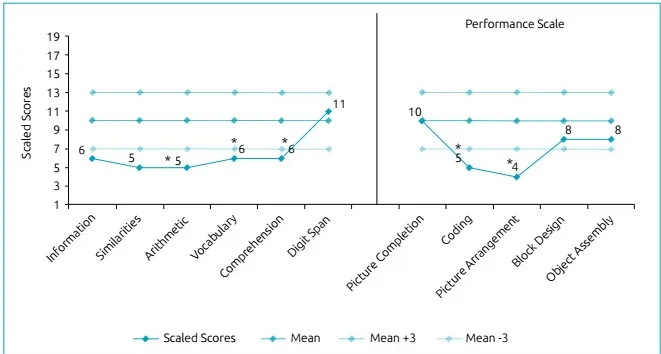 Performance Scale
Scaled Scores
19
17
15
13
11
9
7
5
3
1
6
5
* 5
* 6
* 6
11
10
* 5
* 4
8
8
Information
Similarities
Arithmetic
Vocabulary
Comprehension
Digit Span
Picture Completion
Coding
Picture Arrangement
Block Design
Object Assembly
Scaled Scores Mean Mean +3 Mean -3